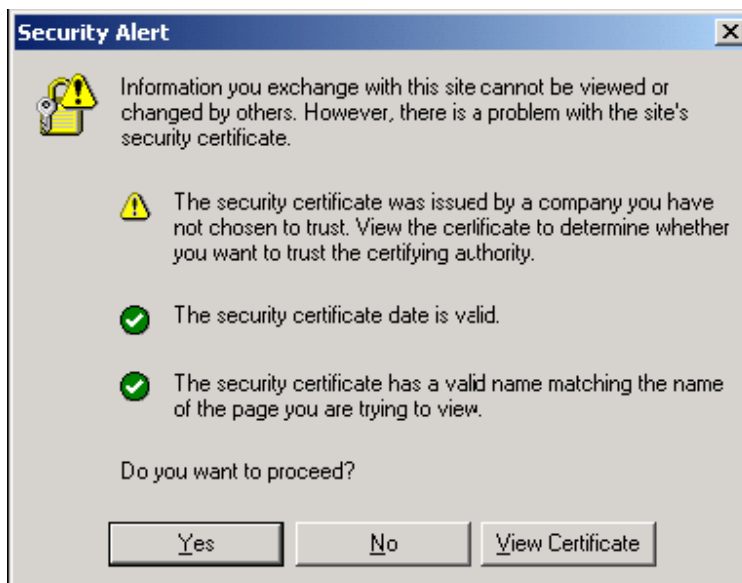 Security Alert
Information you exchange with this site cannot be viewed or
changed by others. However, there is a problem with the site's
security certificate.
The security certificate was issued by a company you have
not chosen to trust. View the certificate to determine whether
you want to trust the certifying authority.
The security certificate date is valid.
The security certificate has a valid name matching the name
of the page you are trying to view.
Do you want to proceed?
Yes
No
View Certificate